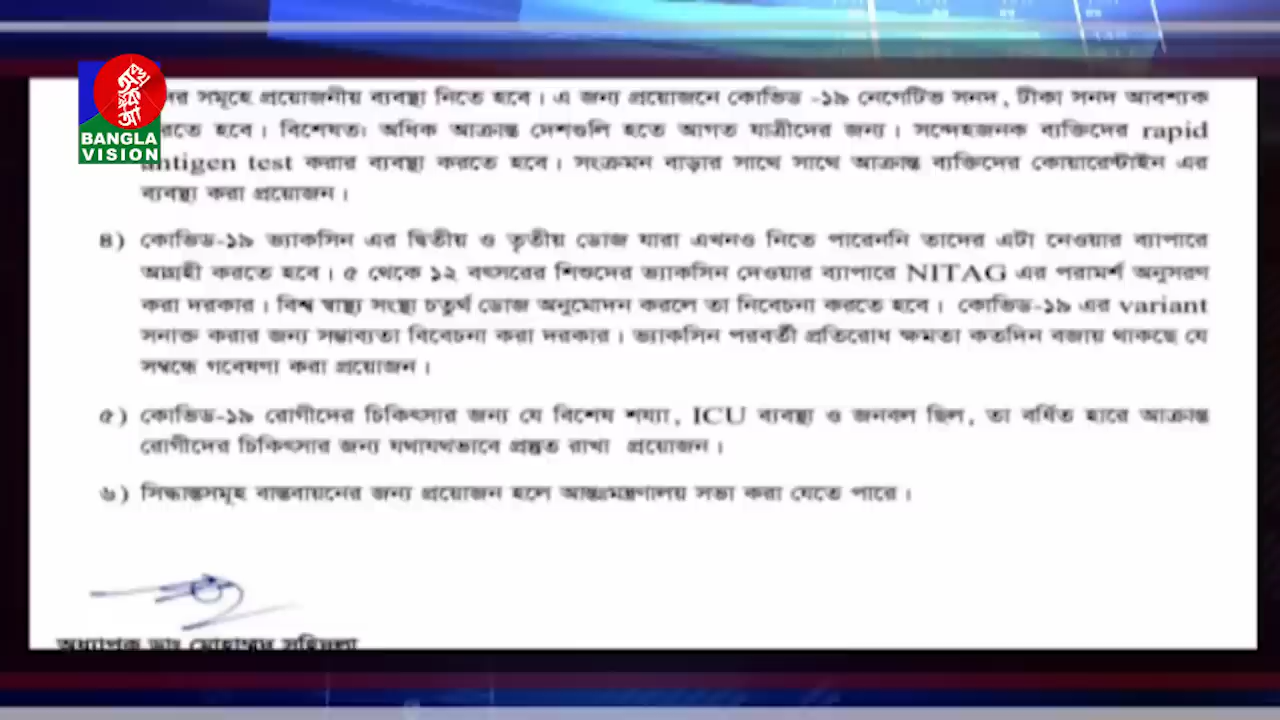 BANGLA
VISION
সমূহে প্রয়োজনীয় ব্যবস্থা নিতে হবে। এ জন্য প্রয়োজনে কোভিড -১৯ নেগেটিভ সনদ, টীকা সনদ আবশ্যক
হবে। বিশেষতঃ অধিক আক্রান্ত দেশগুলি হতে আগত যাত্রীদের জন্য। সন্দেহজনক ব্যক্তিদের rapid
antigen test করার ব্যবস্থা করতে হবে। সংক্রমন বাড়ার সাথে সাথে আক্রান্ত ব্যক্তিদের কোয়ারেন্টাইন এর
ব্যবস্থা করা প্রয়োজন।
৪) কোভিড-১৯ ভ্যাকসিন এর দ্বিতীয় ও তৃতীয় ডোজ যারা এখনও নিতে পারেননি তাদের এটা নেওয়ার ব্যাপারে
আগ্রহী করতে হবে। ৫ থেকে ১২ বৎসরের শিশুদের ভ্যাকসিন দেওয়ার ব্যাপারে NITAG এর পরামর্শ অনুসরণ
করা দরকার। বিশ্ব স্বাস্থ্য সংস্থা চতুর্থ ডোজ অনুমোদন করলে তা বিবেচনা করতে হবে। কোভিড-১৯ এর variant
সনাক্ত করার জন্য সম্ভাব্যতা বিবেচনা করা দরকার। ভ্যাকসিন পরবর্তী প্রতিরোধ ক্ষমতা কতদিন বজায় থাকছে সে
সম্বন্ধে গবেষণা করা প্রয়োজন।
৫) কোভিড-১৯ রোগীদের চিকিৎসার জন্য যে বিশেষ শয্যা, ICU ব্যবস্থা ও জনবল ছিল, তা বর্ধিত হারে আক্রান্ত
রোগীদের চিকিৎসার জন্য যথাযথভাবে প্রস্তুত রাখা প্রয়োজন।
৬) সিদ্ধান্তসমূহ বাস্তবায়নের জন্য প্রয়োজন হলে আন্তঃমন্ত্রণালয় সভা করা যেতে পারে।
অধ্যাপক ডাঃ মোহাম্মদ সহিদুল্লা